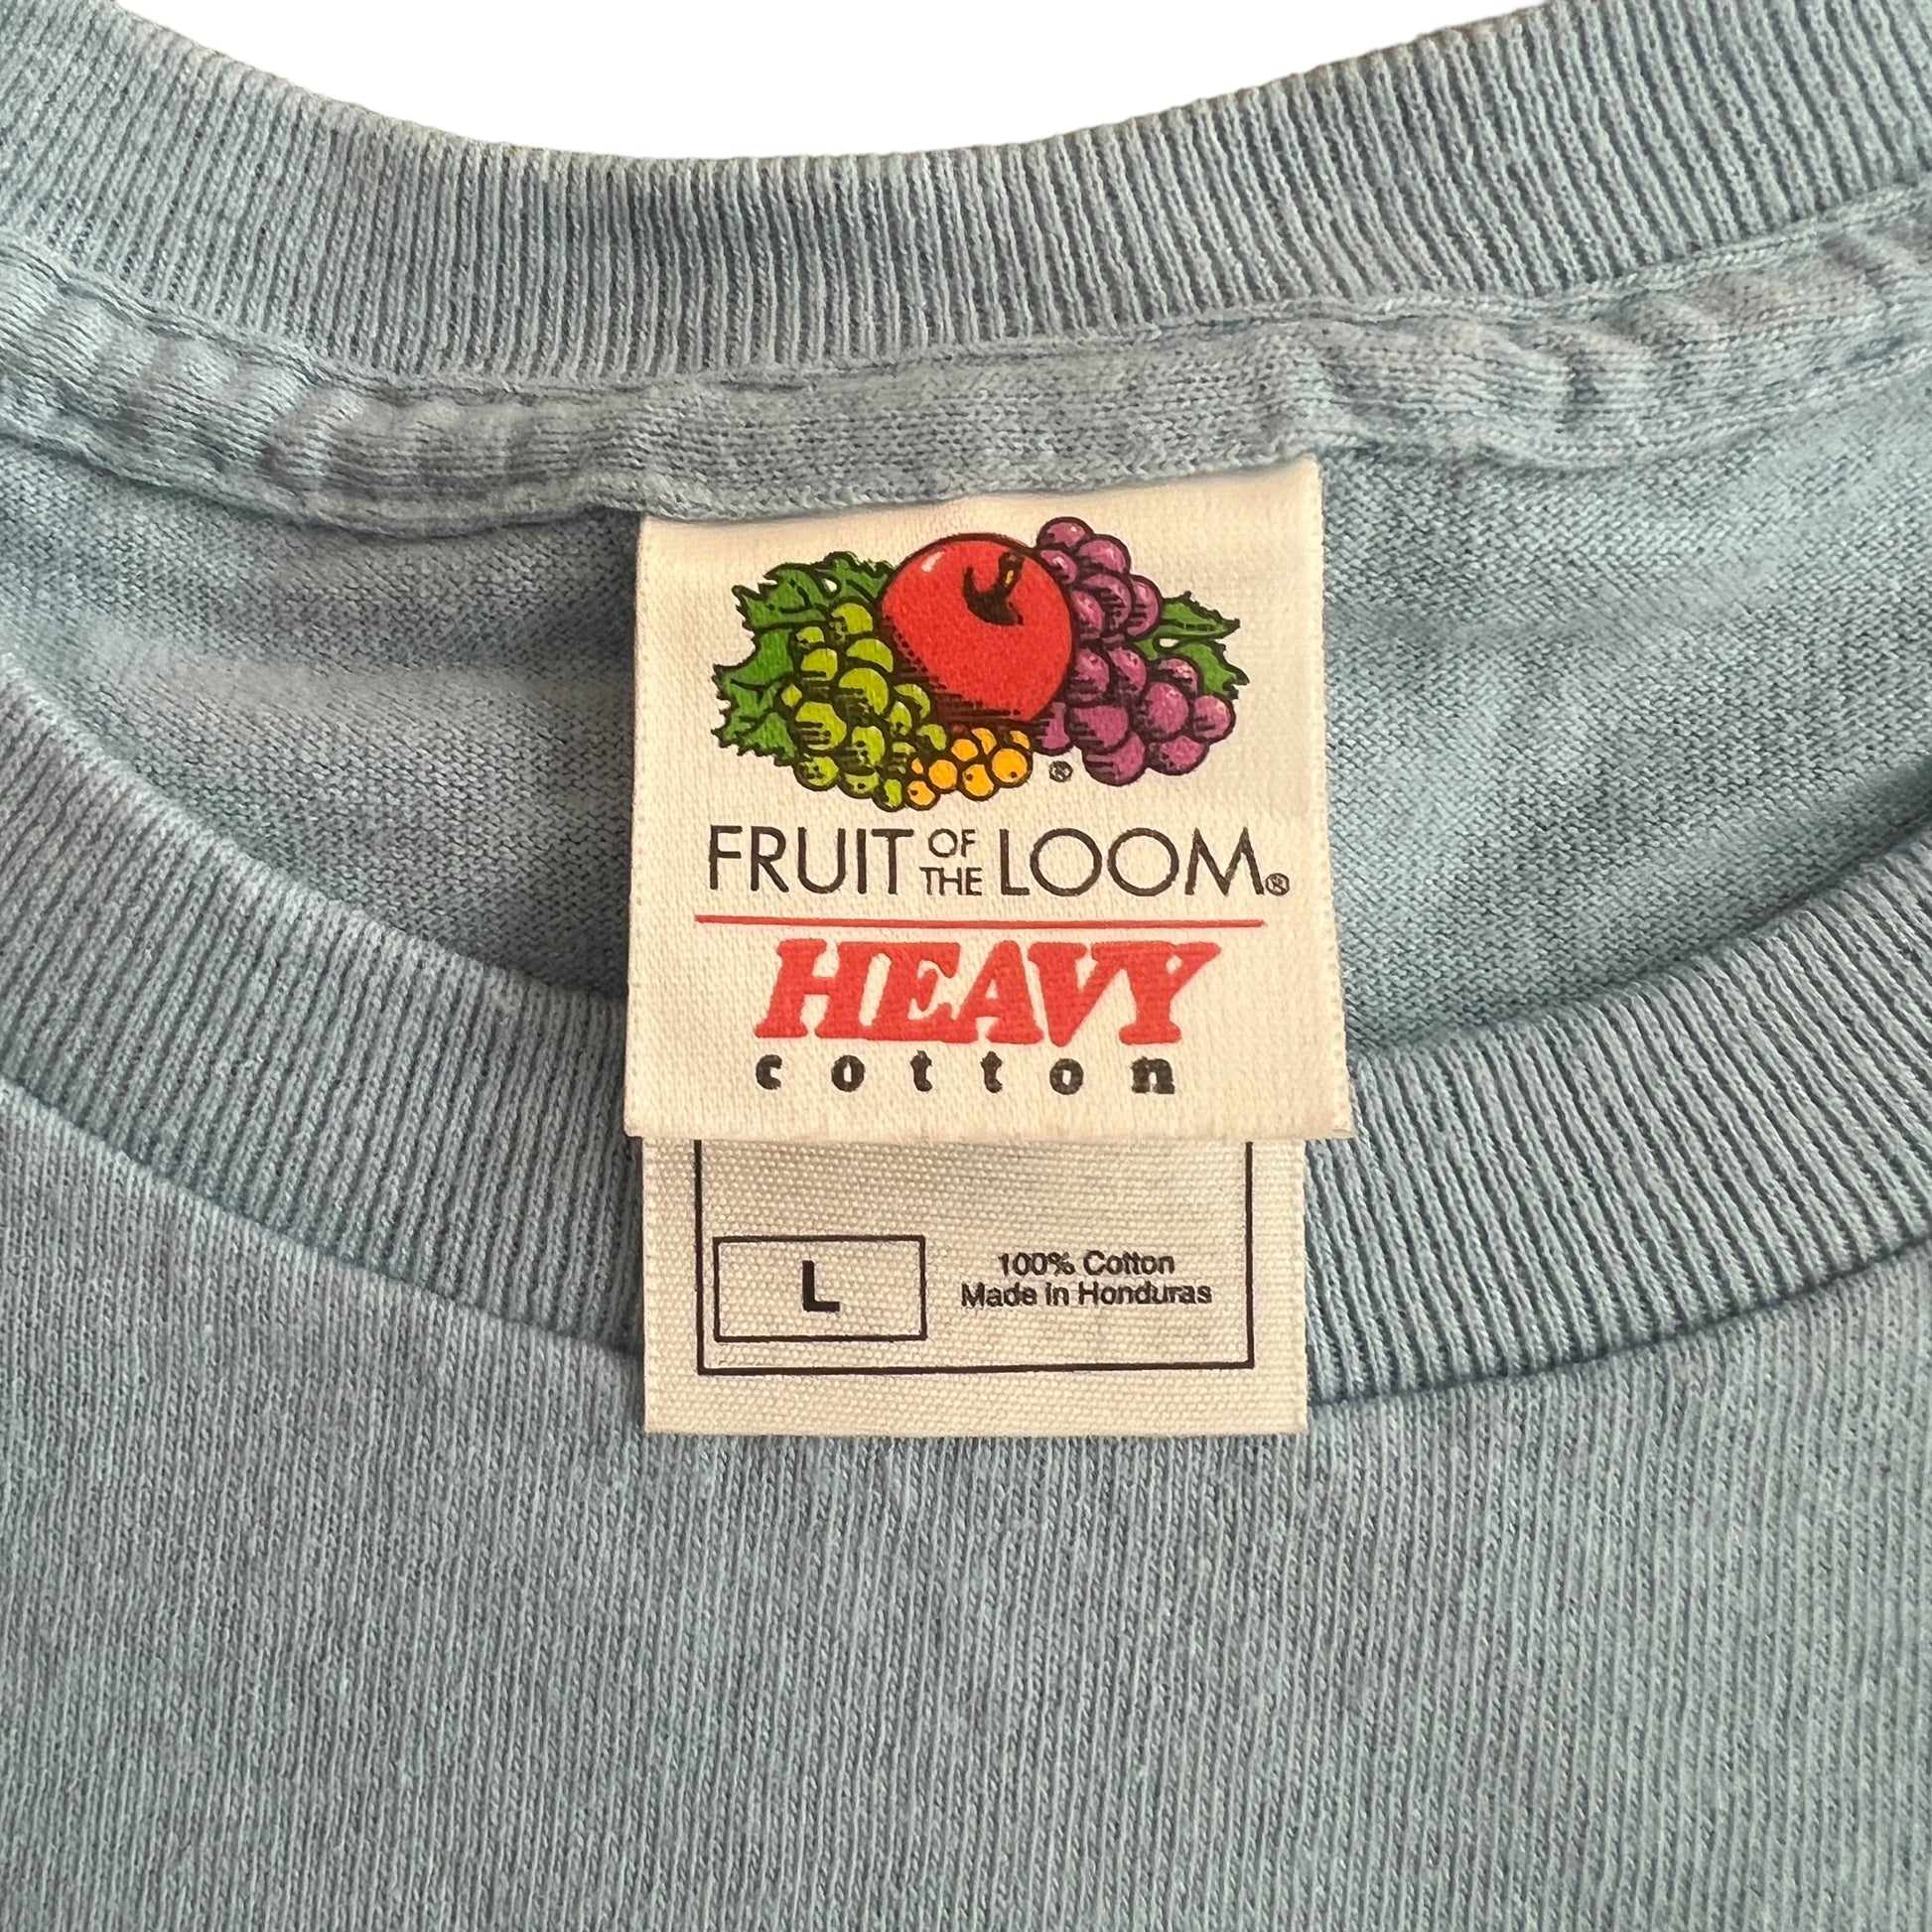 ®
FRUIT OF THE LOOM®
HEAVY
cotton
L
100% Cotton
Made in Honduras